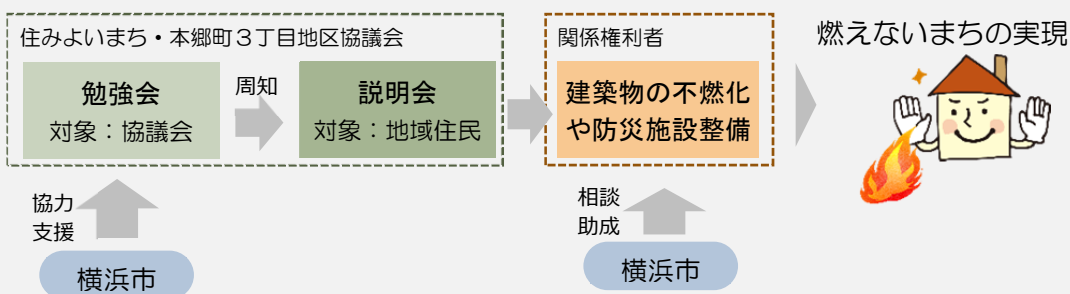 住みよいまち・本郷町３丁目地区協議会
勉強会
対象：協議会
周知
説明会
対象：地域住民
協力
支援
横浜市
関係権利者
建築物の不燃化
や防災施設整備
相談
助成
横浜市
燃えないまちの実現